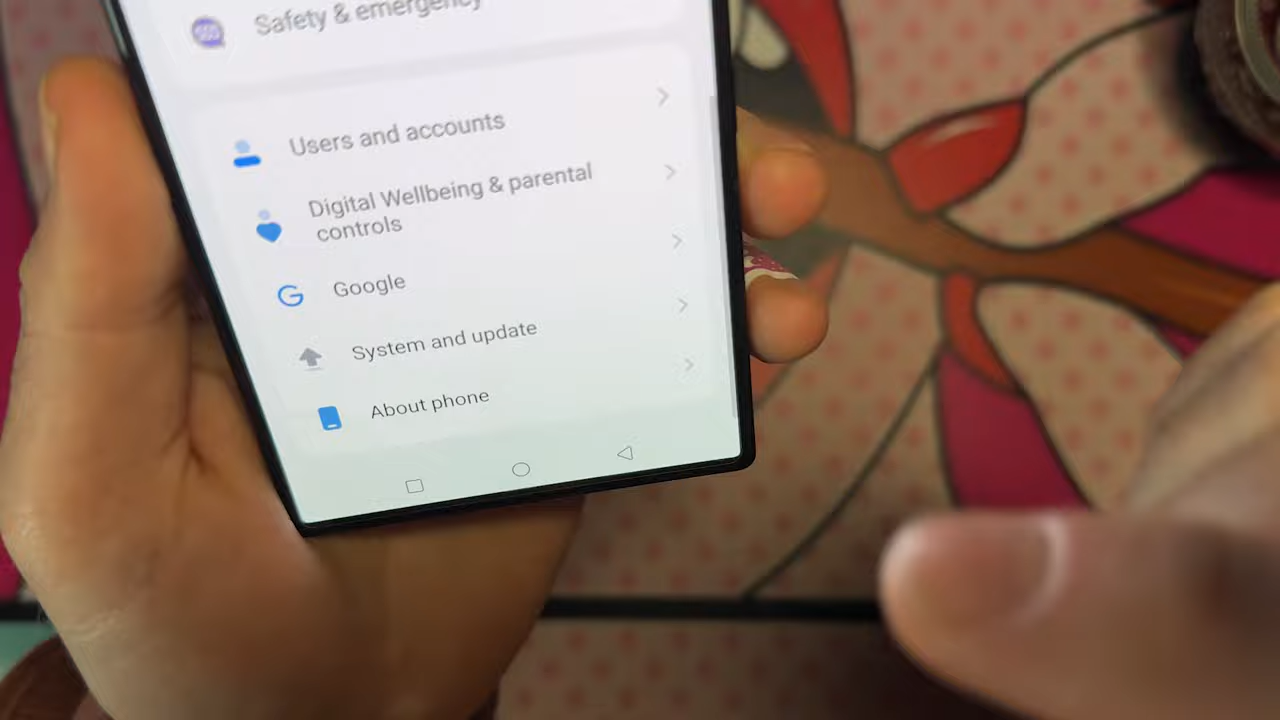 Safety & emergency
Users and accounts
Digital Wellbeing & parental
controls
Google
System and update
About phone